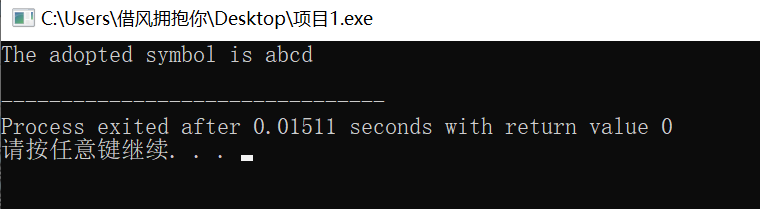 C:\Users\借风拥抱你\Desktop\项目1.exe
The adopted symbol is abcd
--------------------------------
Process exited after 0.01511 seconds with return value 0
请按任意键继续. . .